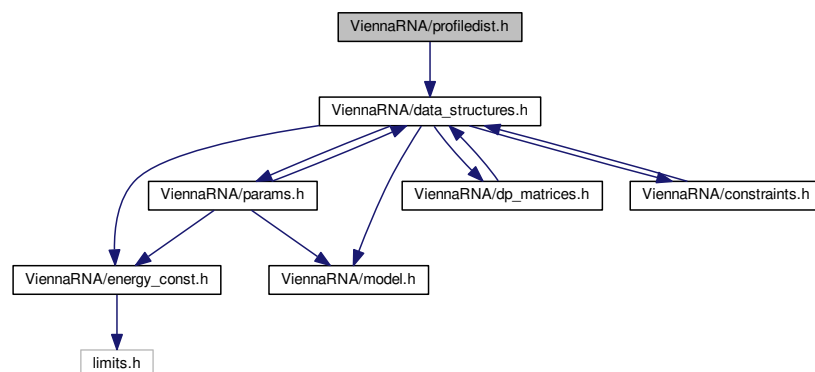 ViennaRNA/profiledist.h
ViennaRNA/data_structures.h
ViennaRNA/params.h
ViennaRNA/dp_matrices.h
ViennaRNA/constraints.h
ViennaRNA/energy_const.h
ViennaRNA/model.h
limits.h